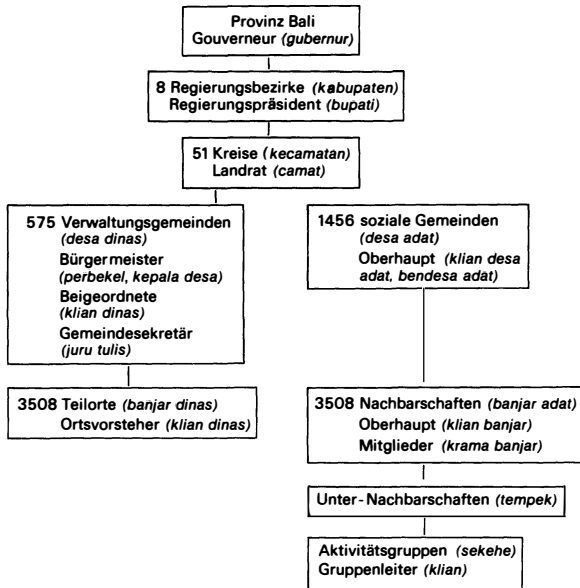 Provinz Bali
Gouverneur (gubernur)
8 Regierungsbezirke (kabupaten)
Regierungspräsident (bupati)
51 Kreise (kecamatan)
Landrat (camat)
575 Verwaltungsgemeinden
(desa dinas)
Bürgermeister
(perbekel, kepala desa)
Beigeordnete
(klian dinas)
Gemeindesekretär
(juru tulis)
1456 soziale Gemeinden
(desa adat)
Oberhaupt (klian desa
adat, bendesa adat)
3508 Teilorte (banjar dinas)
Ortsvorsteher (klian dinas)
3508 Nachbarschaften (banjar adat)
Oberhaupt (klian banjar)
Mitglieder (krama banjar)
Unter-Nachbarschaften (tempek)
Aktivitätsgruppen (sekehe)
Gruppenleiter (klian)